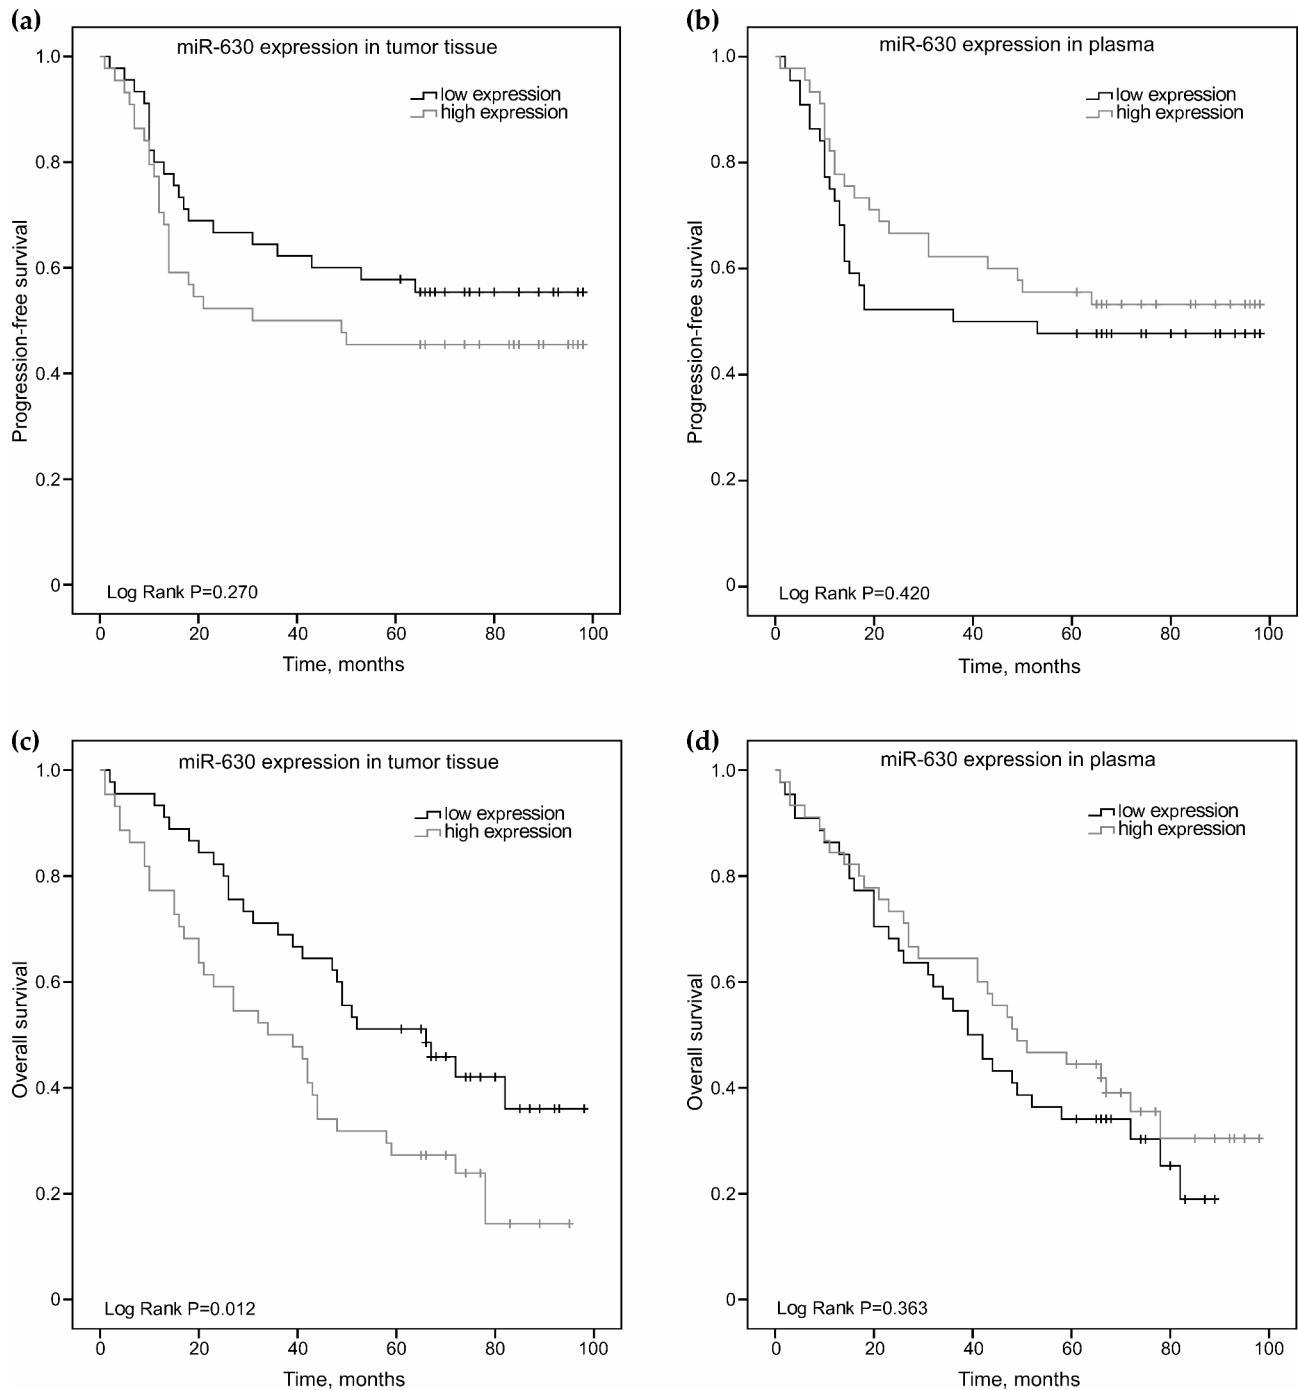 (a)
miR-630 expression in tumor tissue
low expression
high expression
1.0
0.8
0.6
0.4
0.2
0
Progression-free survival
Log Rank P=0.270
0 20 40 60 80 100
Time, months
(b)
miR-630 expression in plasma
low expression
high expression
1.0
0.8
0.6
0.4
0.2
0
Progression-free survival
Log Rank P=0.420
0 20 40 60 80 100
Time, months
(c)
miR-630 expression in tumor tissue
low expression
high expression
1.0
0.8
0.6
0.4
0.2
0
Overall survival
Log Rank P=0.012
0 20 40 60 80 100
Time, months
(d)
miR-630 expression in plasma
low expression
high expression
1.0
0.8
0.6
0.4
0.2
0
Overall survival
Log Rank P=0.363
0 20 40 60 80 100
Time, months